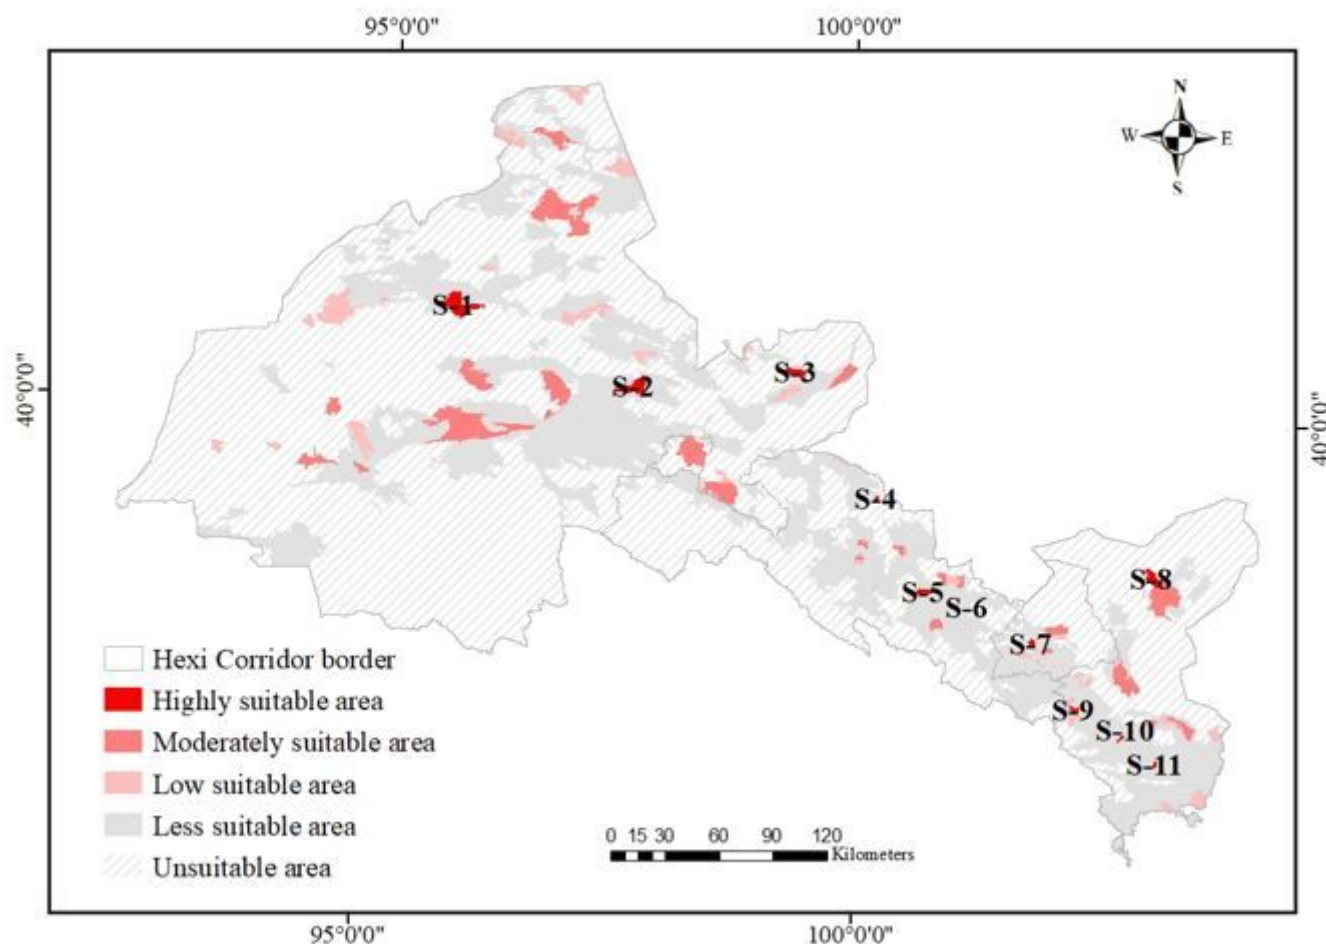 95°0'0" 100°0'0"
N
W E
S
40°0'0"
40°0'0"
S-1
S-2
S-3
S-4
S-5
S-6
S-7
S-8
S-9
S-10
S-11
Hexi Corridor border
Highly suitable area
Moderately suitable area
Low suitable area
Less suitable area
Unsuitable area
0 15 30 60 90 120
Kilometers
95°0'0" 100°0'0"